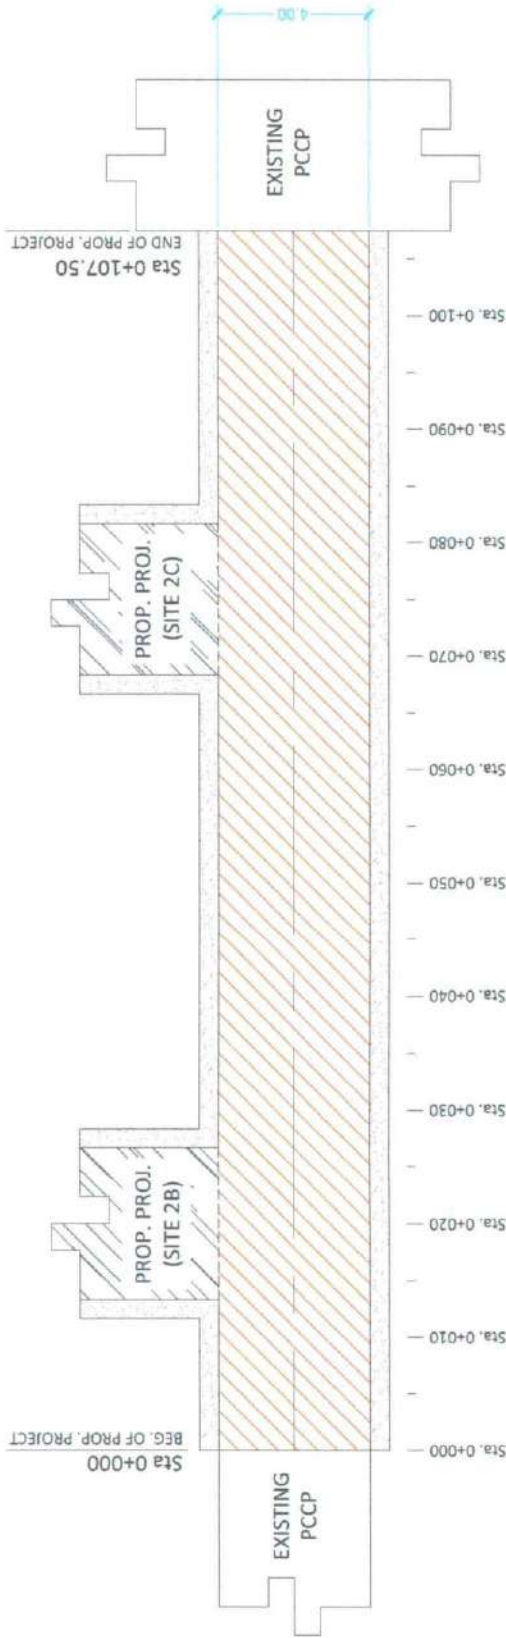 4.00
EXISTING
PCCP
END OF PROP. PROJECT
Sta 0+107.50
Sta. 0+100
Sta. 0+090
PROP. PROJ.
(SITE 2C)
Sta. 0+080
Sta. 0+070
Sta. 0+060
Sta. 0+050
Sta. 0+040
Sta. 0+030
PROP. PROJ.
(SITE 2B)
Sta. 0+020
Sta. 0+010
BEG. OF PROP. PROJECT
Sta 0+000
Sta. 0+000
EXISTING
PCCP